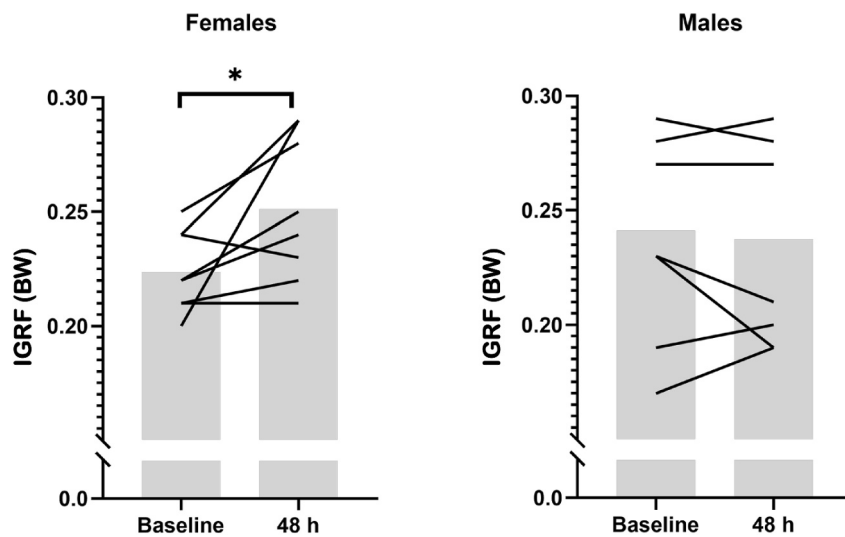 Females
*
IGRF (BW)
0.30
0.25
0.20
0.0
Baseline 48 h
Males
IGRF (BW)
0.30
0.25
0.20
0.0
Baseline 48 h